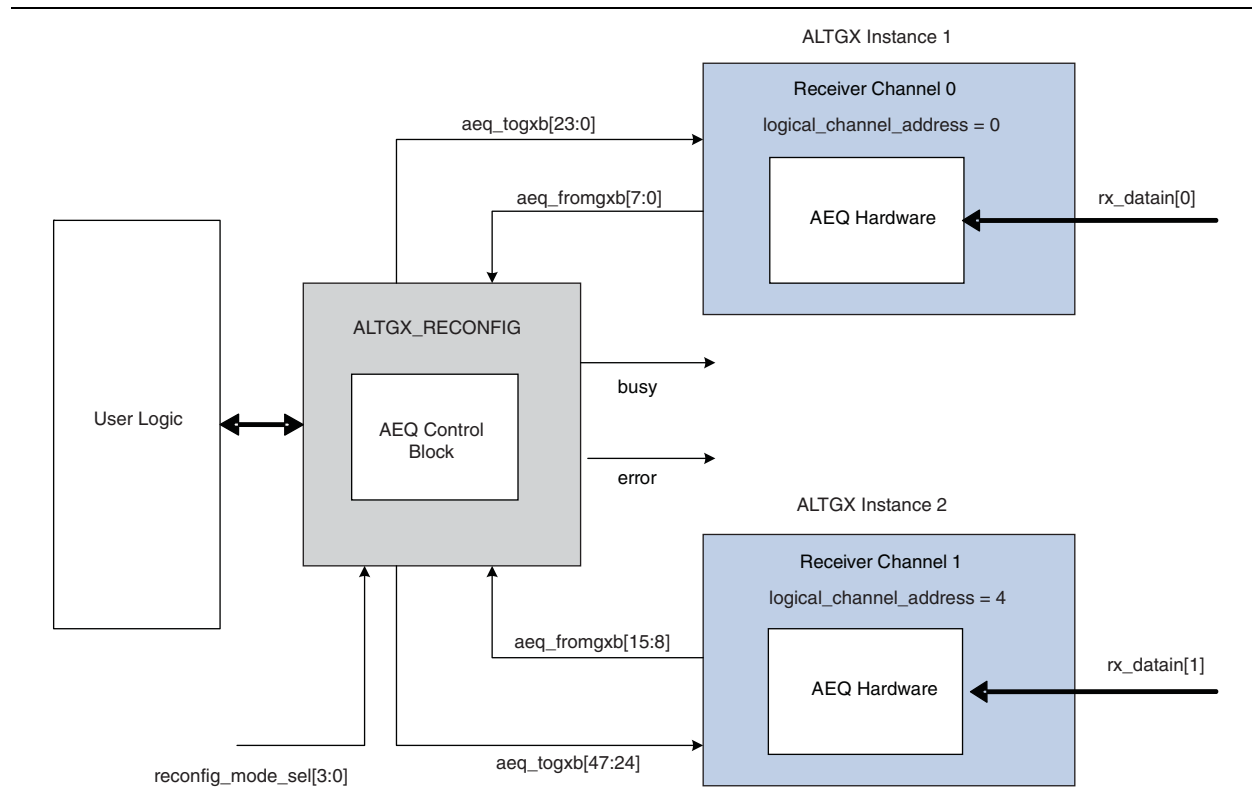 ALTGX Instance 1
Receiver Channel 0
logical_channel_address = 0
aeq_togxb[23:0]
aeq_fromgxb[7:0]
AEQ Hardware
rx_datain[0]
ALTGX_RECONFIG
busy
User Logic
AEQ Control
Block
error
ALTGX Instance 2
Receiver Channel 1
logical_channel_address = 4
aeq_fromgxb[15:8]
AEQ Hardware
rx_datain[1]
aeq_togxb[47:24]
reconfig_mode_sel[3:0]